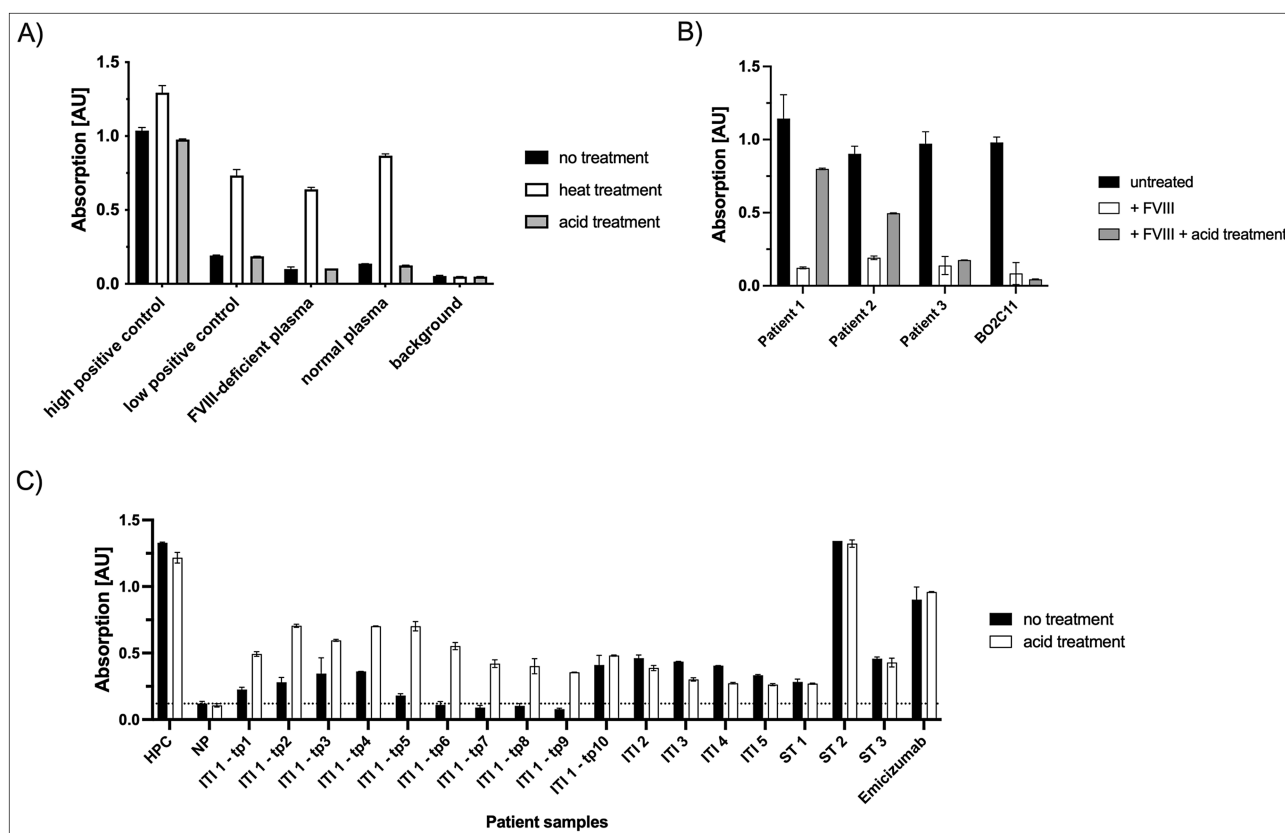 A)
Absorption [AU]
1.5
1.0
0.5
0.0
high positive control
low positive control
FVIII-deficient plasma
normal plasma
background
no treatment
heat treatment
acid treatment
B)
Absorption [AU]
1.5
1.0
0.5
0.0
Patient 1
Patient 2
Patient 3
BO2C11
untreated
+ FVIII
+ FVIII + acid treatment
C)
Absorption [AU]
1.5
1.0
0.5
0.0
HPC
NP
ITI 1 - tp1
ITI 1 - tp2
ITI 1 - tp3
ITI 1 - tp4
ITI 1 - tp5
ITI 1 - tp6
ITI 1 - tp7
ITI 1 - tp8
ITI 1 - tp9
ITI 1 - tp10
ITI 2
ITI 3
ITI 4
ITI 5
ST 1
ST 2
ST 3
Emicizumab
Patient samples
no treatment
acid treatment